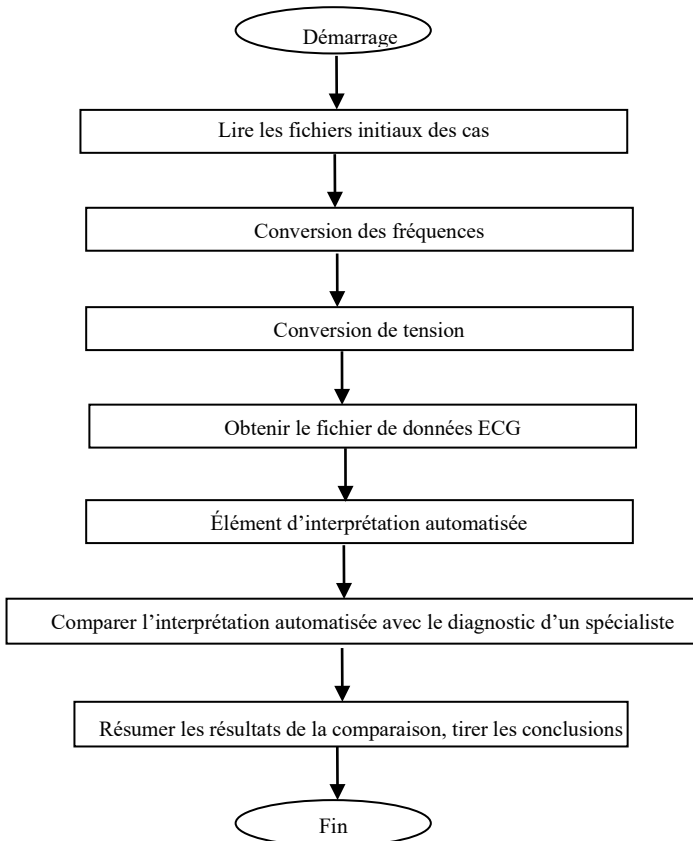 Démarrage
Lire les fichiers initiaux des cas
Conversion des fréquences
Conversion de tension
Obtenir le fichier de données ECG
Élément d’interprétation automatisée
Comparer l’interprétation automatisée avec le diagnostic d’un spécialiste
Résumer les résultats de la comparaison, tirer les conclusions
Fin